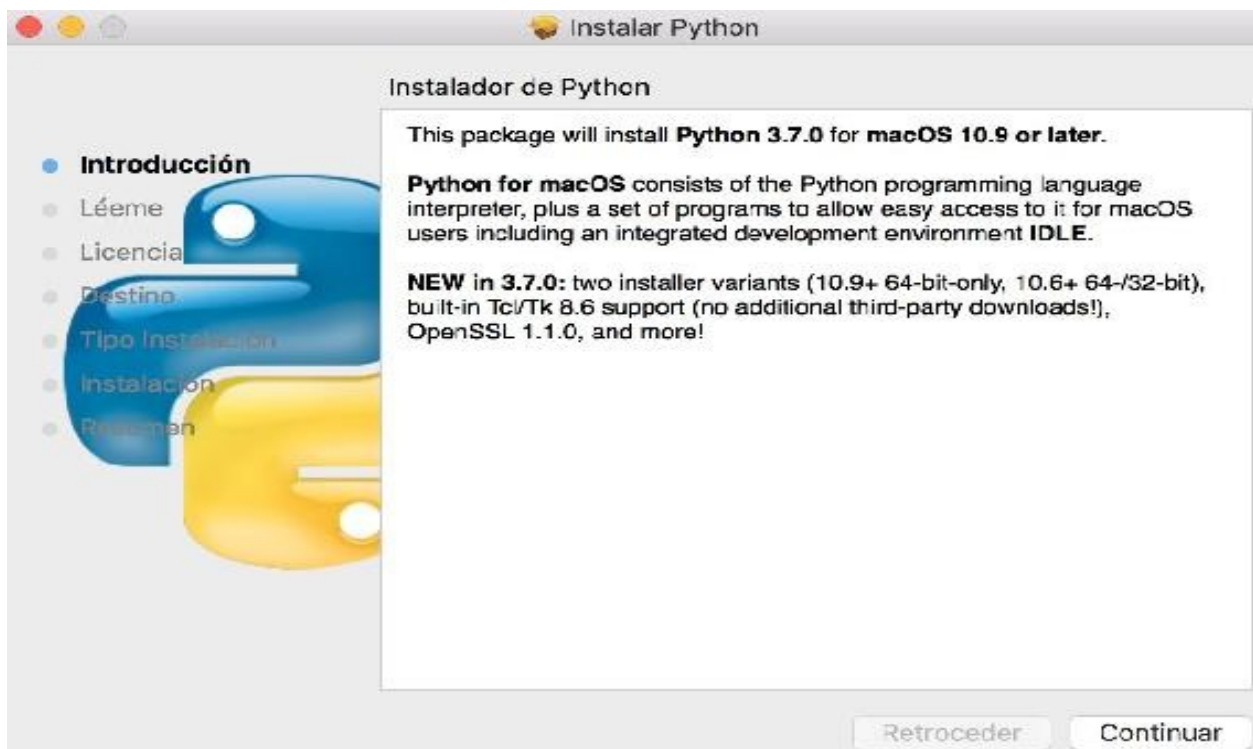 Instalar Python
Instalador de Python
Introducción
Léeme
Licencia
Destino
Tipo Instalación
Instalación
Resumen
This package will install Python 3.7.0 for macOS 10.9 or later.
Python for macOS consists of the Python programming language
interpreter, plus a set of programs to allow easy access to it for macOS
users including an integrated development environment IDLE.
NEW in 3.7.0: two installer variants (10.9+ 64-bit-only, 10.6+ 64-/32-bit),
built-in Tcl/Tk 8.6 support (no additional third-party downloads!),
OpenSSL 1.1.0, and more!
Retroceder
Continuar